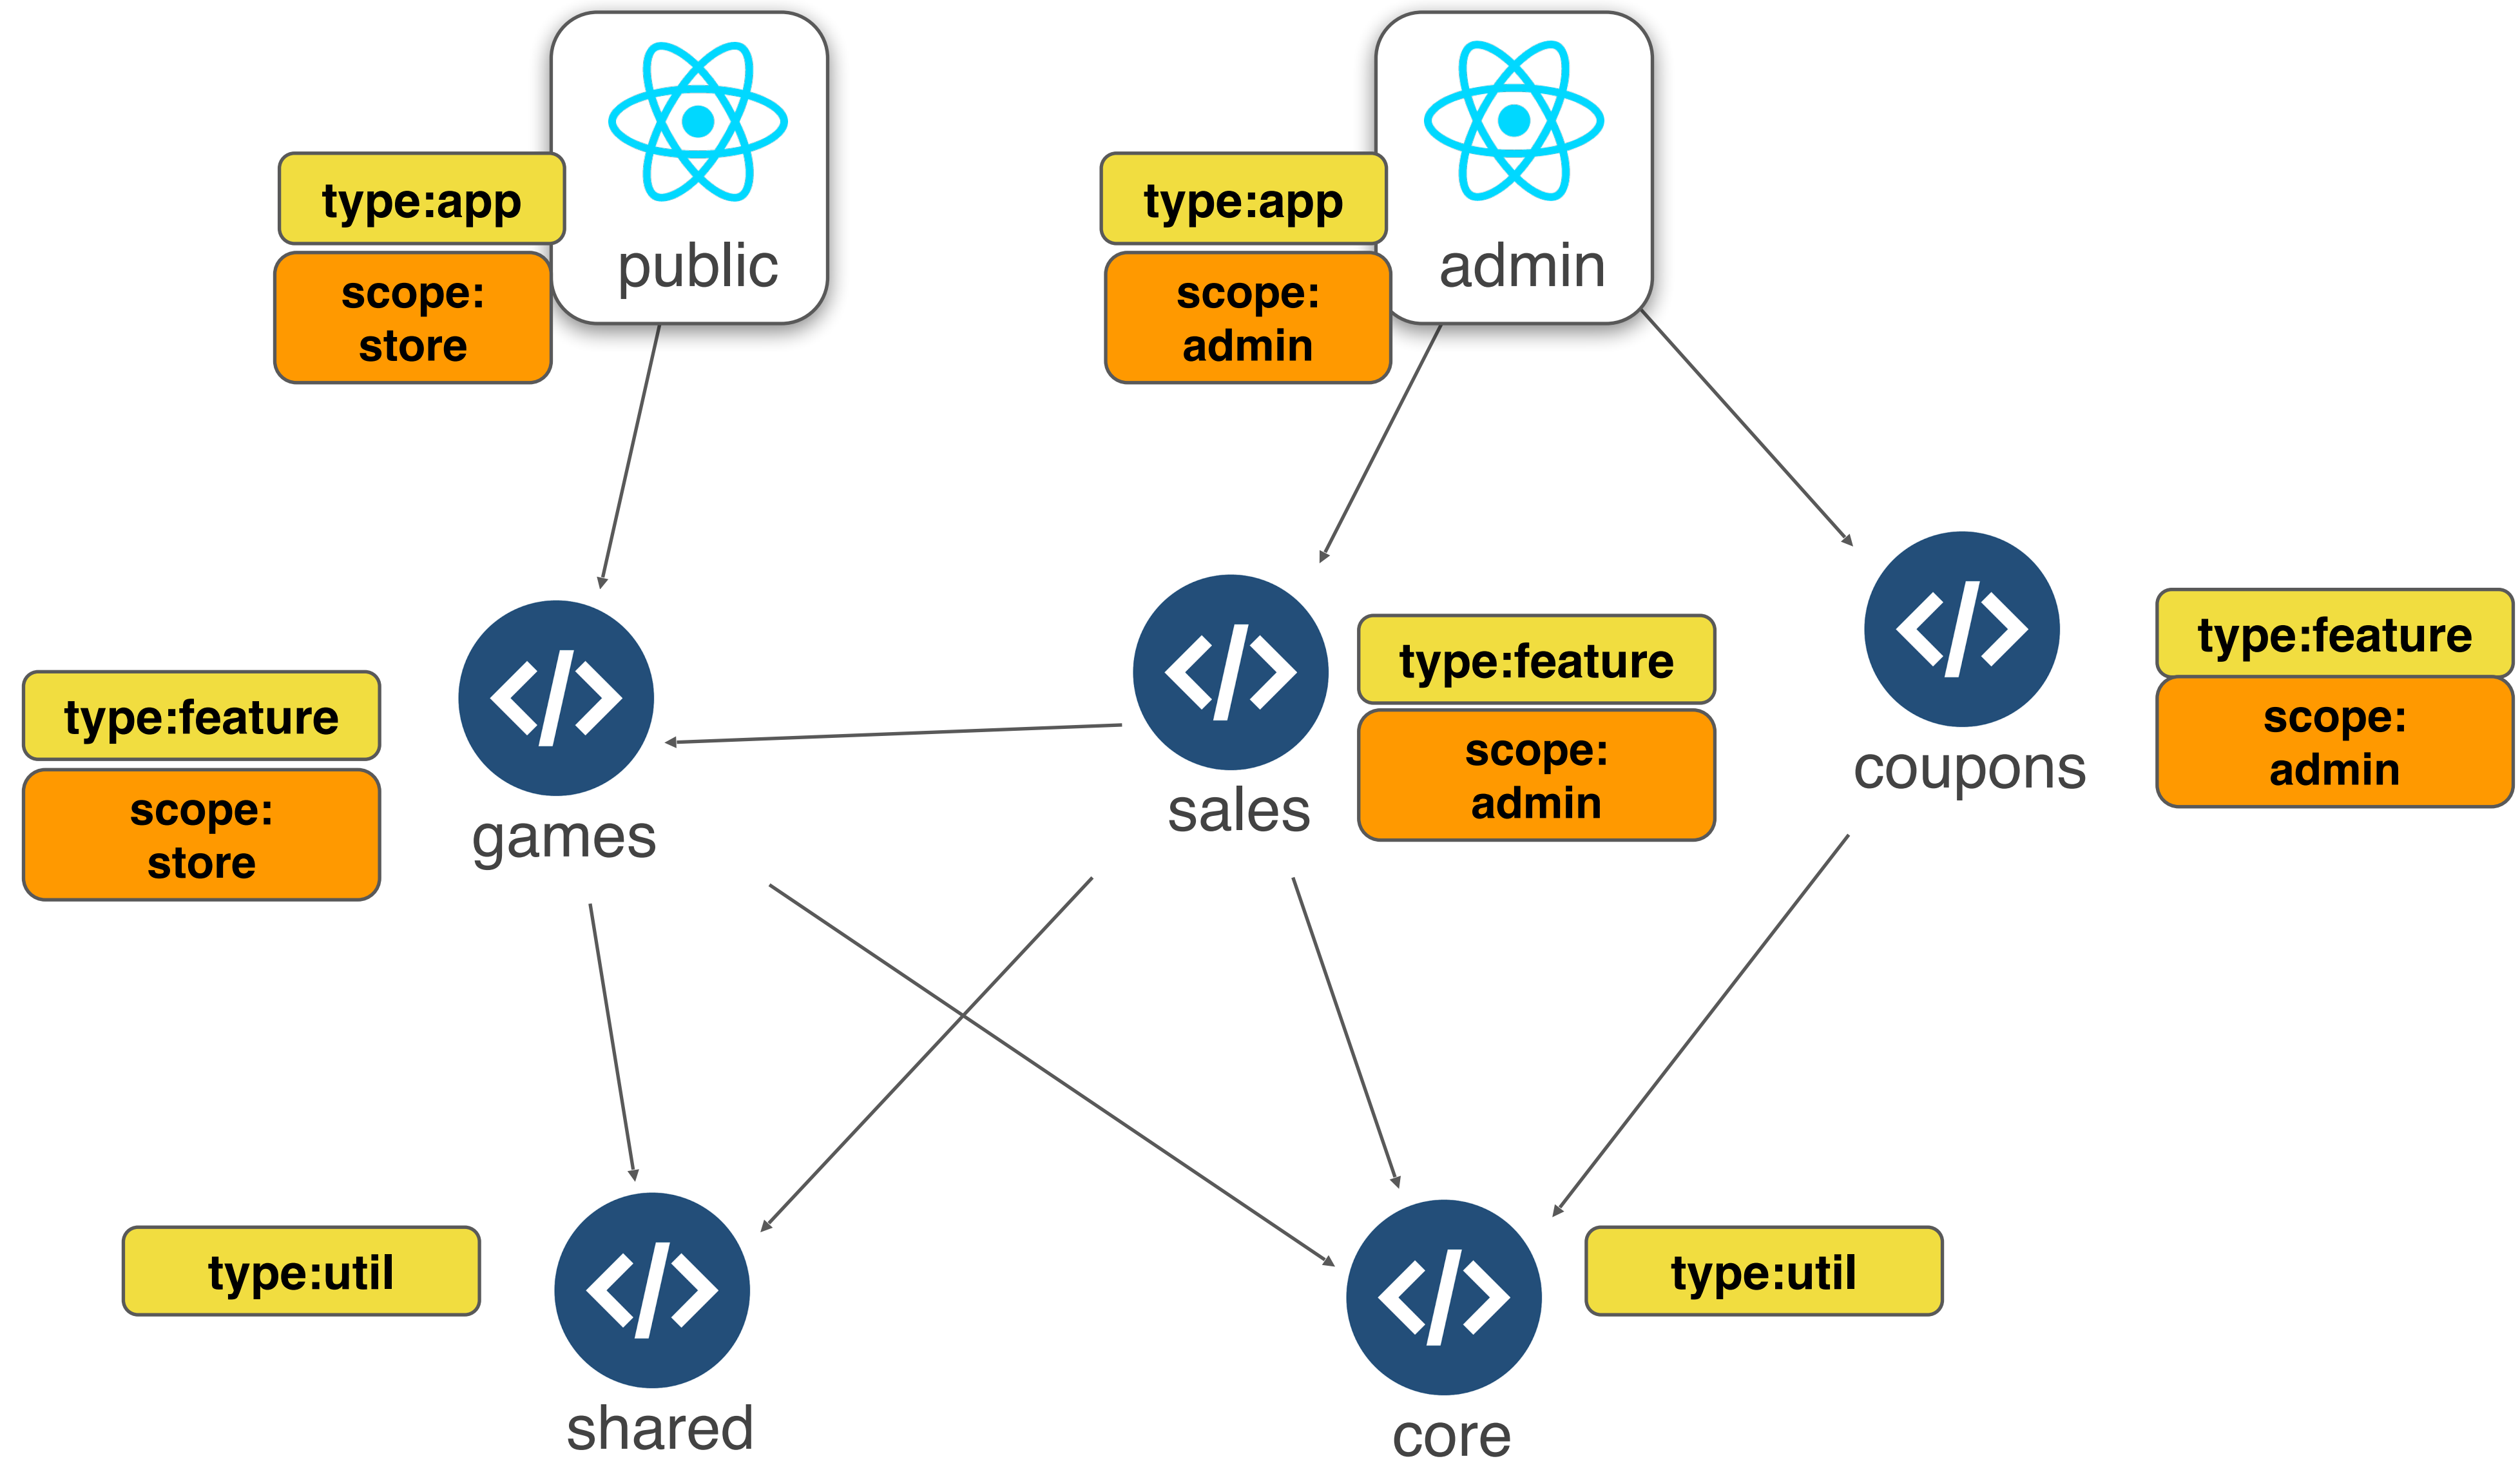 type:app
scope:
store
public
type:app
scope:
admin
admin
type:feature
scope:
store
games
sales
type:feature
scope:
admin
coupons
type:feature
scope:
admin
type:util
shared
core
type:util